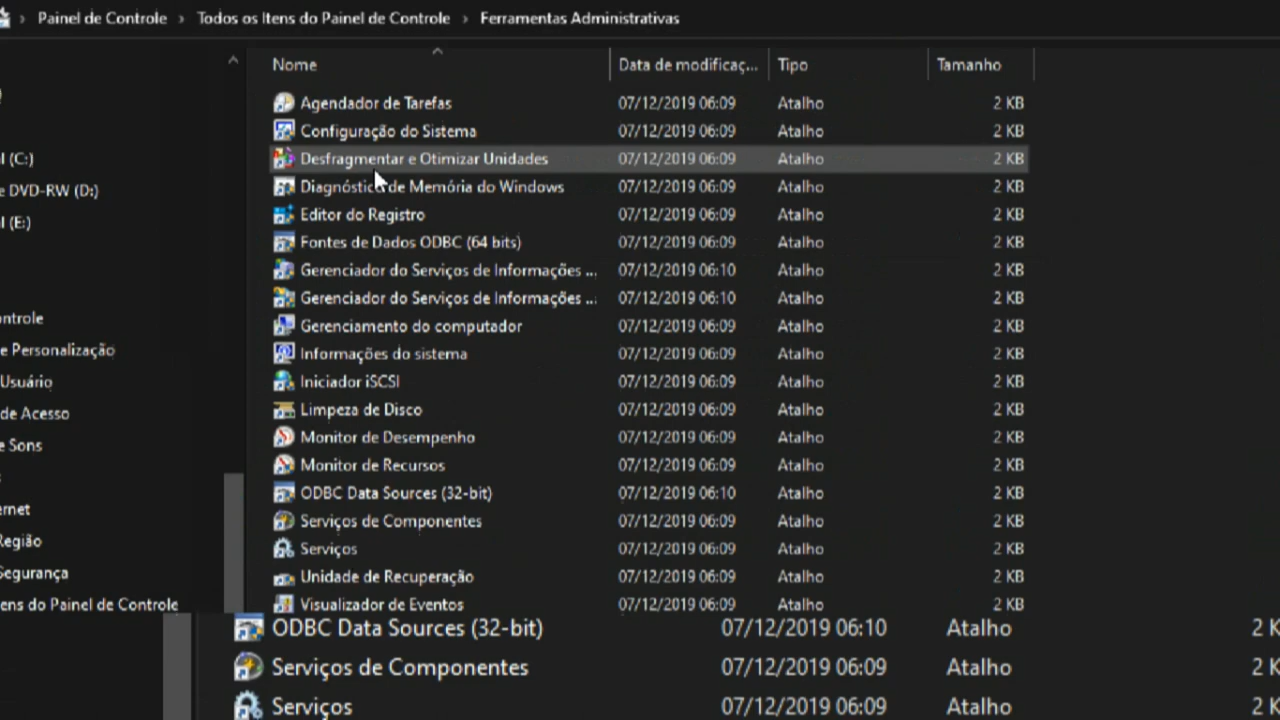 Painel de Controle > Todos os Itens do Painel de Controle > Ferramentas Administrativas
Nome Data de modificaç... Tipo Tamanho
Agendador de Tarefas 07/12/2019 06:09 Atalho 2 KB
Configuração do Sistema 07/12/2019 06:09 Atalho 2 KB
l (C:) Desfragmentar e Otimizar Unidades 07/12/2019 06:09 Atalho 2 KB
e DVD-RW (D:) Diagnóstico de Memória do Windows 07/12/2019 06:09 Atalho 2 KB
l (E:) Editor do Registro 07/12/2019 06:09 Atalho 2 KB
Fontes de Dados ODBC (64 bits) 07/12/2019 06:09 Atalho 2 KB
Gerenciador do Serviços de Informações ... 07/12/2019 06:10 Atalho 2 KB
Gerenciador do Serviços de Informações ... 07/12/2019 06:10 Atalho 2 KB
ontrole Gerenciamento do computador 07/12/2019 06:09 Atalho 2 KB
e Personalização Informações do sistema 07/12/2019 06:09 Atalho 2 KB
Usuário Iniciador iSCSI 07/12/2019 06:09 Atalho 2 KB
de Acesso Limpeza de Disco 07/12/2019 06:09 Atalho 2 KB
e Sons Monitor de Desempenho 07/12/2019 06:09 Atalho 2 KB
Monitor de Recursos 07/12/2019 06:09 Atalho 2 KB
ODBC Data Sources (32-bit) 07/12/2019 06:10 Atalho 2 KB
ernet Serviços de Componentes 07/12/2019 06:09 Atalho 2 KB
Região Serviços 07/12/2019 06:09 Atalho 2 KB
Segurança Unidade de Recuperação 07/12/2019 06:09 Atalho 2 KB
ens do Painel de Controle Visualizador de Eventos 07/12/2019 06:09 Atalho 2 KB
ODBC Data Sources (32-bit) 07/12/2019 06:10 Atalho 2 K
Serviços de Componentes 07/12/2019 06:09 Atalho 2 K
Serviços 07/12/2019 06:09 Atalho 2 K